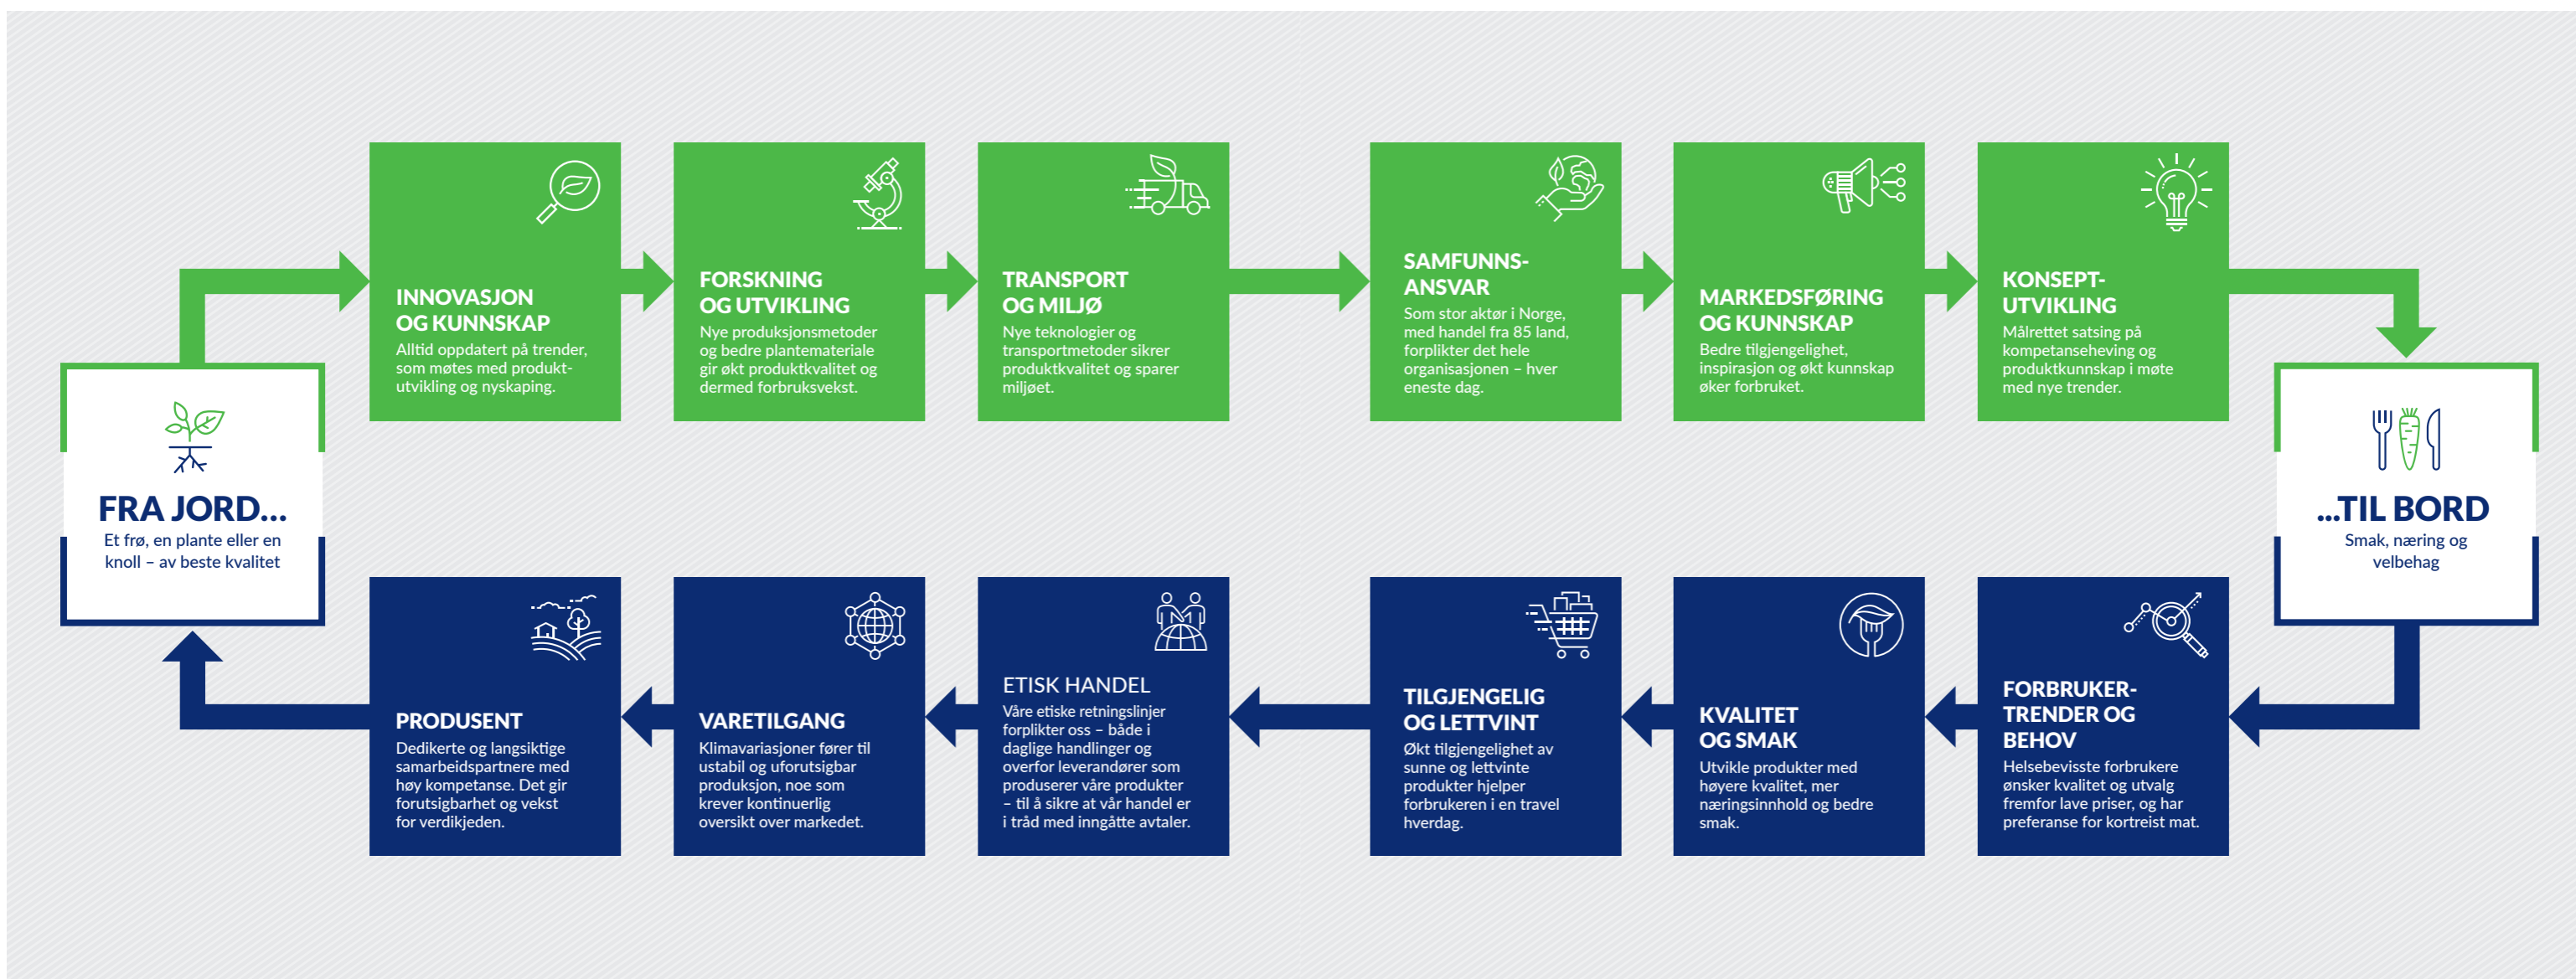 FRA JORD...
Et frø, en plante eller en
knoll – av beste kvalitet
INNOVASJON
OG KUNNSKAP
Alltid oppdatert på trender,
som møtes med produkt-
utvikling og nyskaping.
FORSKNING
OG UTVIKLING
Nye produksjonsmetoder
og bedre plantemateriale
gir økt produktkvalitet og
dermed forbruksvekst.
TRANSPORT
OG MILJØ
Nye teknologier og
transportmetoder sikrer
produktkvalitet og sparer
miljøet.
SAMFUNNS-
ANSVAR
Som stor aktør i Norge,
med handel fra 85 land,
forplikter det hele
organisasjonen – hver
eneste dag.
MARKEDSFØRING
OG KUNNSKAP
Bedre tilgjengelighet,
inspirasjon og økt kunnskap
øker forbruket.
KONSEPT-
UTVIKLING
Målrettet satsing på
kompetanseheving og
produktkunnskap i møte
med nye trender.
...TIL BORD
Smak, næring og
velbehag
FORBRUKER-
TRENDER OG
BEHOV
Helsebevisste forbrukere
ønsker kvalitet og utvalg
fremfor lave priser, og har
preferanse for kortreist mat.
KVALITET
OG SMAK
Utvikle produkter med
høyere kvalitet, mer
næringsinnhold og bedre
smak.
TILGJENGELIG
OG LETTVINT
Økt tilgjengelighet av
sunne og lettvinte
produkter hjelper
forbrukeren i en travel
hverdag.
ETISK HANDEL
Våre etiske retningslinjer
forplikter oss – både i
daglige handlinger og
overfor leverandører som
produserer våre produkter
– til å sikre at vår handel er
i tråd med inngåtte avtaler.
VARETILGANG
Klimavariasjoner fører til
ustabil og uforutsigbar
produksjon, noe som
krever kontinuerlig
oversikt over markedet.
PRODUSENT
Dedikerte og langsiktige
samarbeidspartnere med
høy kompetanse. Det gir
forutsigbarhet og vekst
for verdikjeden.